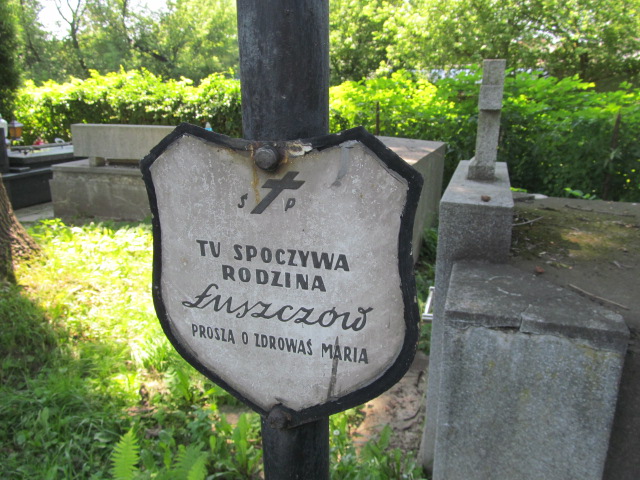 Ś P
TU SPOCZYWA
RODZINA
Łuszczów
PROSZĄ O ZDROWAŚ MARIA